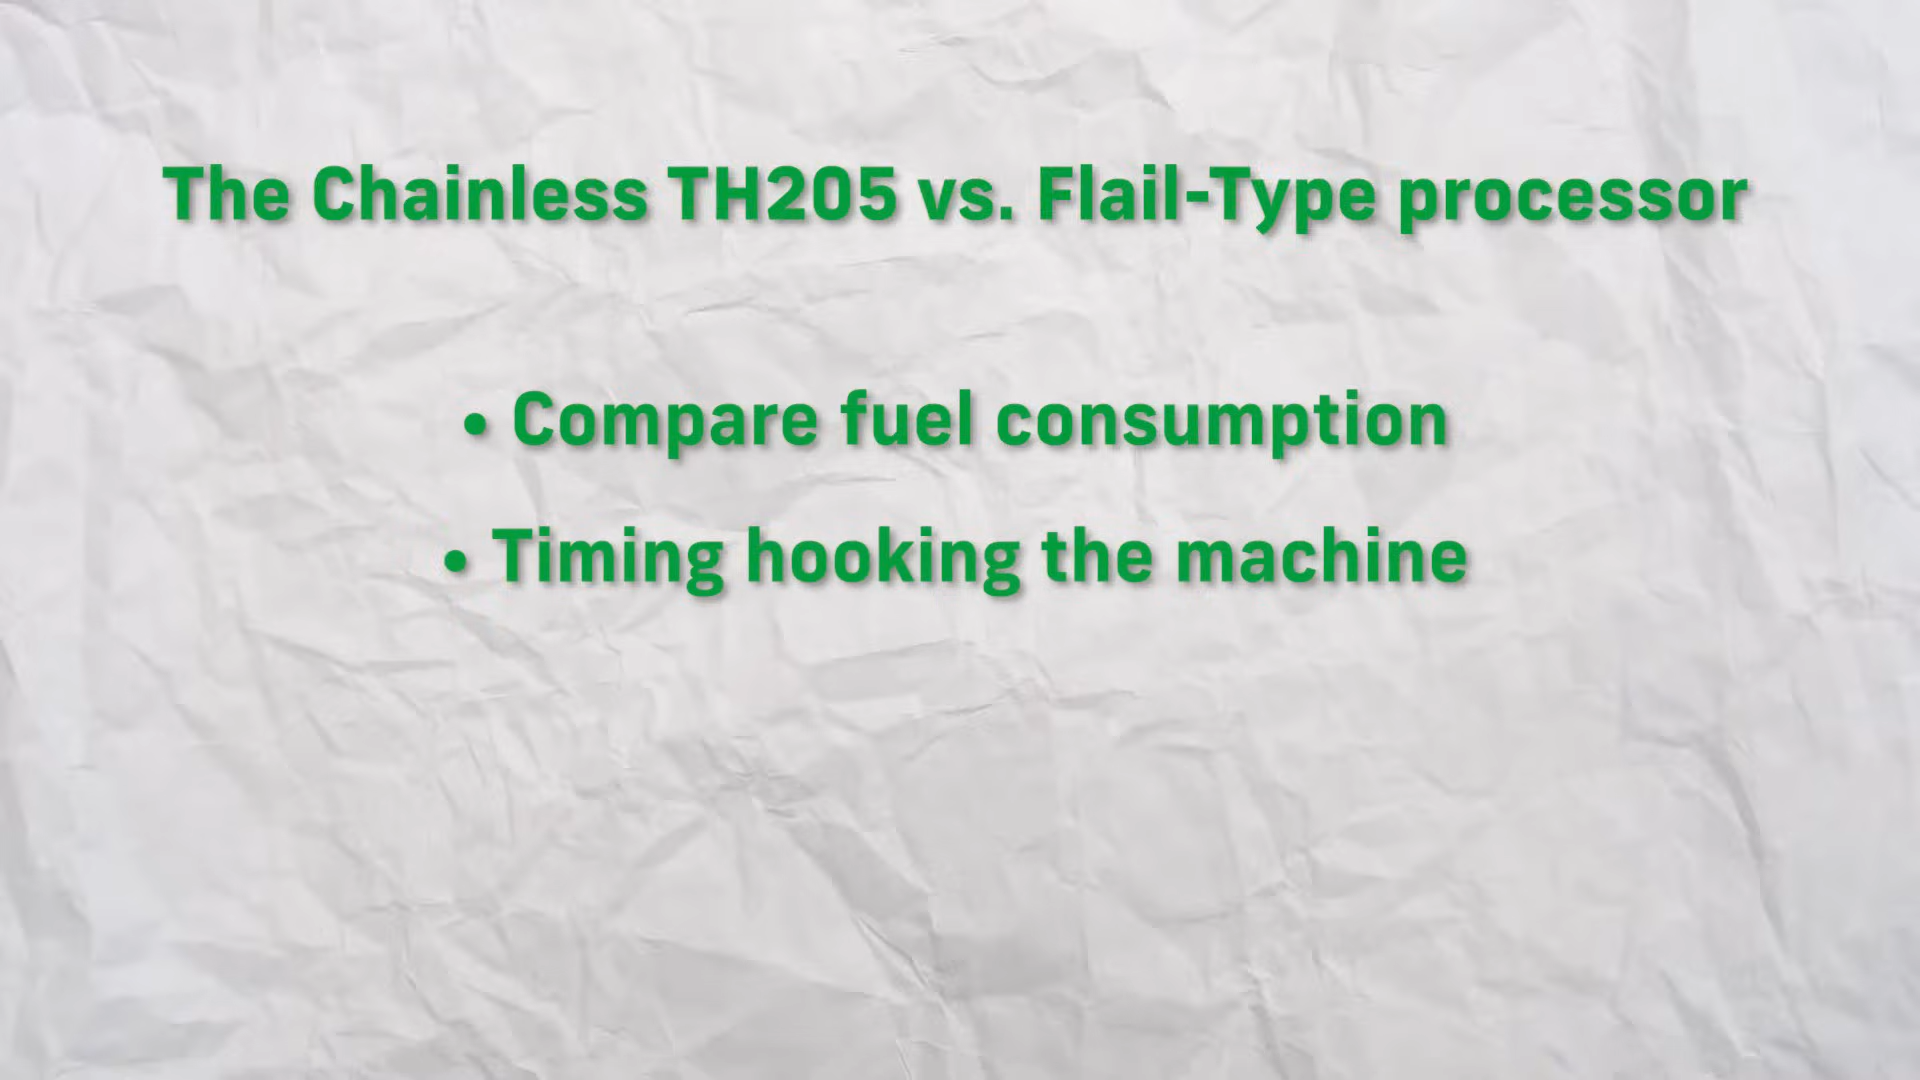 The Chainless TH205 vs. Flail-Type processor
• Compare fuel consumption
• Timing hooking the machine